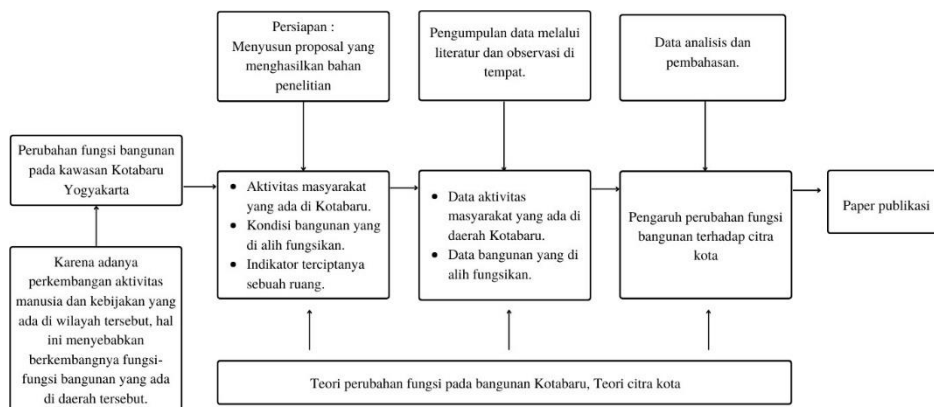 Persiapan :
Menyusun proposal yang
menghasilkan bahan
penelitian
Pengumpulan data melalui
literatur dan observasi di
tempat.
Data analisis dan
pembahasan.
Perubahan fungsi bangunan
pada kawasan Kotabaru
Yogyakarta
• Aktivitas masyarakat
yang ada di Kotabaru.
• Kondisi bangunan yang
di alih fungsikan.
• Indikator terciptanya
sebuah ruang.
• Data aktivitas
masyarakat yang ada di
daerah Kotabaru.
• Data bangunan yang di
alih fungsikan.
Pengaruh perubahan fungsi
bangunan terhadap citra
kota
Paper publikasi
Karena adanya
perkembangan aktivitas
manusia dan kebijakan yang
ada di wilayah tersebut, hal
ini menyebabkan
berkembangnya fungsi-
fungsi bangunan yang ada
di daerah tersebut.
Teori perubahan fungsi pada bangunan Kotabaru, Teori citra kota